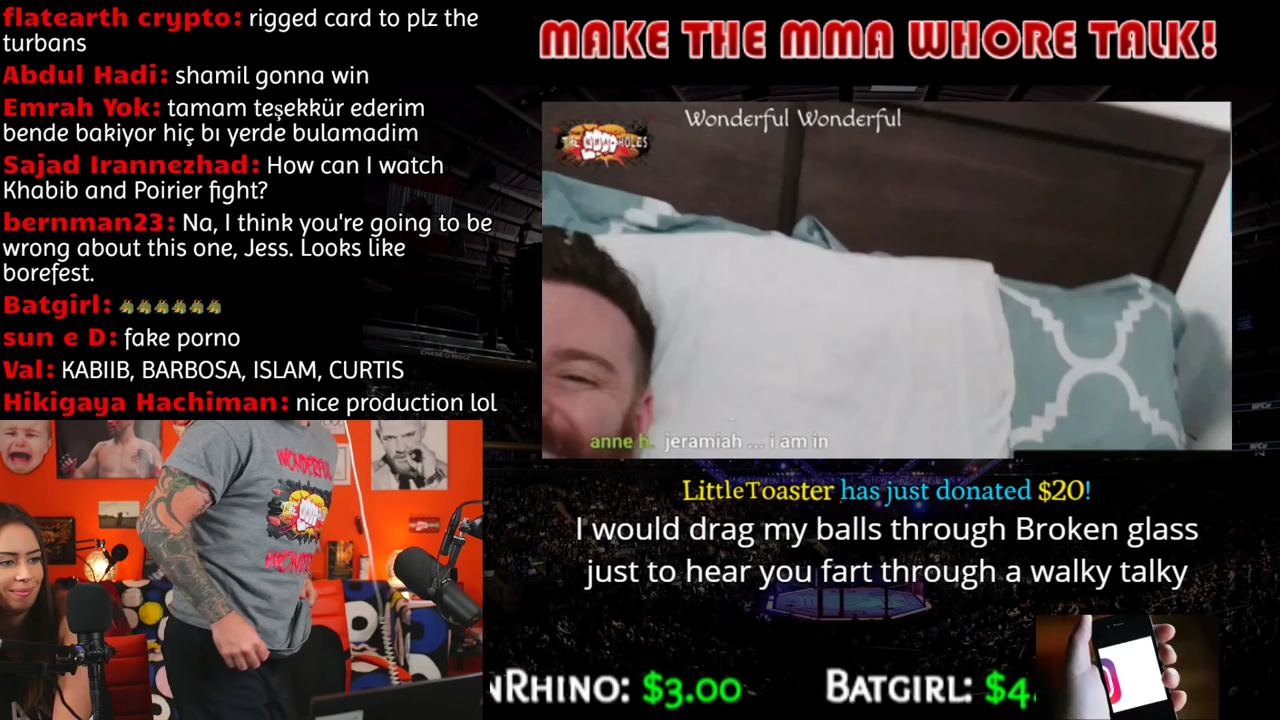 flatearth crypto: rigged card to plz the
turbans
Abdul Hadi: shamil gonna win
Emrah Yok: tamam teşekkür ederim
bende bakiyor hiç bı yerde bulamadim
Sajad Irannezhad: How can I watch
Khabib and Poirier fight?
bernman23: Na, I think you're going to be
wrong about this one, Jess. Looks like
borefest.
Batgirl:
sun e D: fake porno
Val: KABIIB, BARBOSA, ISLAM, CURTIS
Hikigaya Hachiman: nice production lol
MAKE THE MMA WHORE TALK!
Wonderful Wonderful
THE HOLES
anne h. jeramiah ... i am in
LittleToaster has just donated $20!
I would drag my balls through Broken glass
just to hear you fart through a walky talky
NRHINO: $3.00 BATGIRL: $4.
WONDERFUL